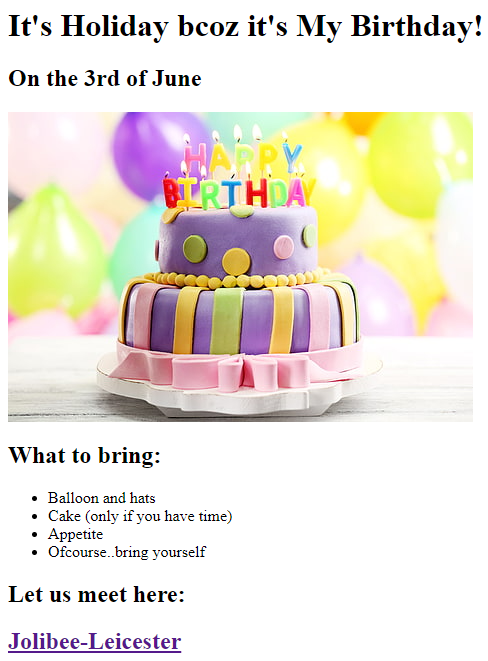 It's Holiday bcoz it's My Birthday!
On the 3rd of June
HAPPY
BIRTHDAY
What to bring:
Balloon and hats
Cake (only if you have time)
Appetite
Ofcourse..bring yourself
Let us meet here:
Jolibee-Leicester